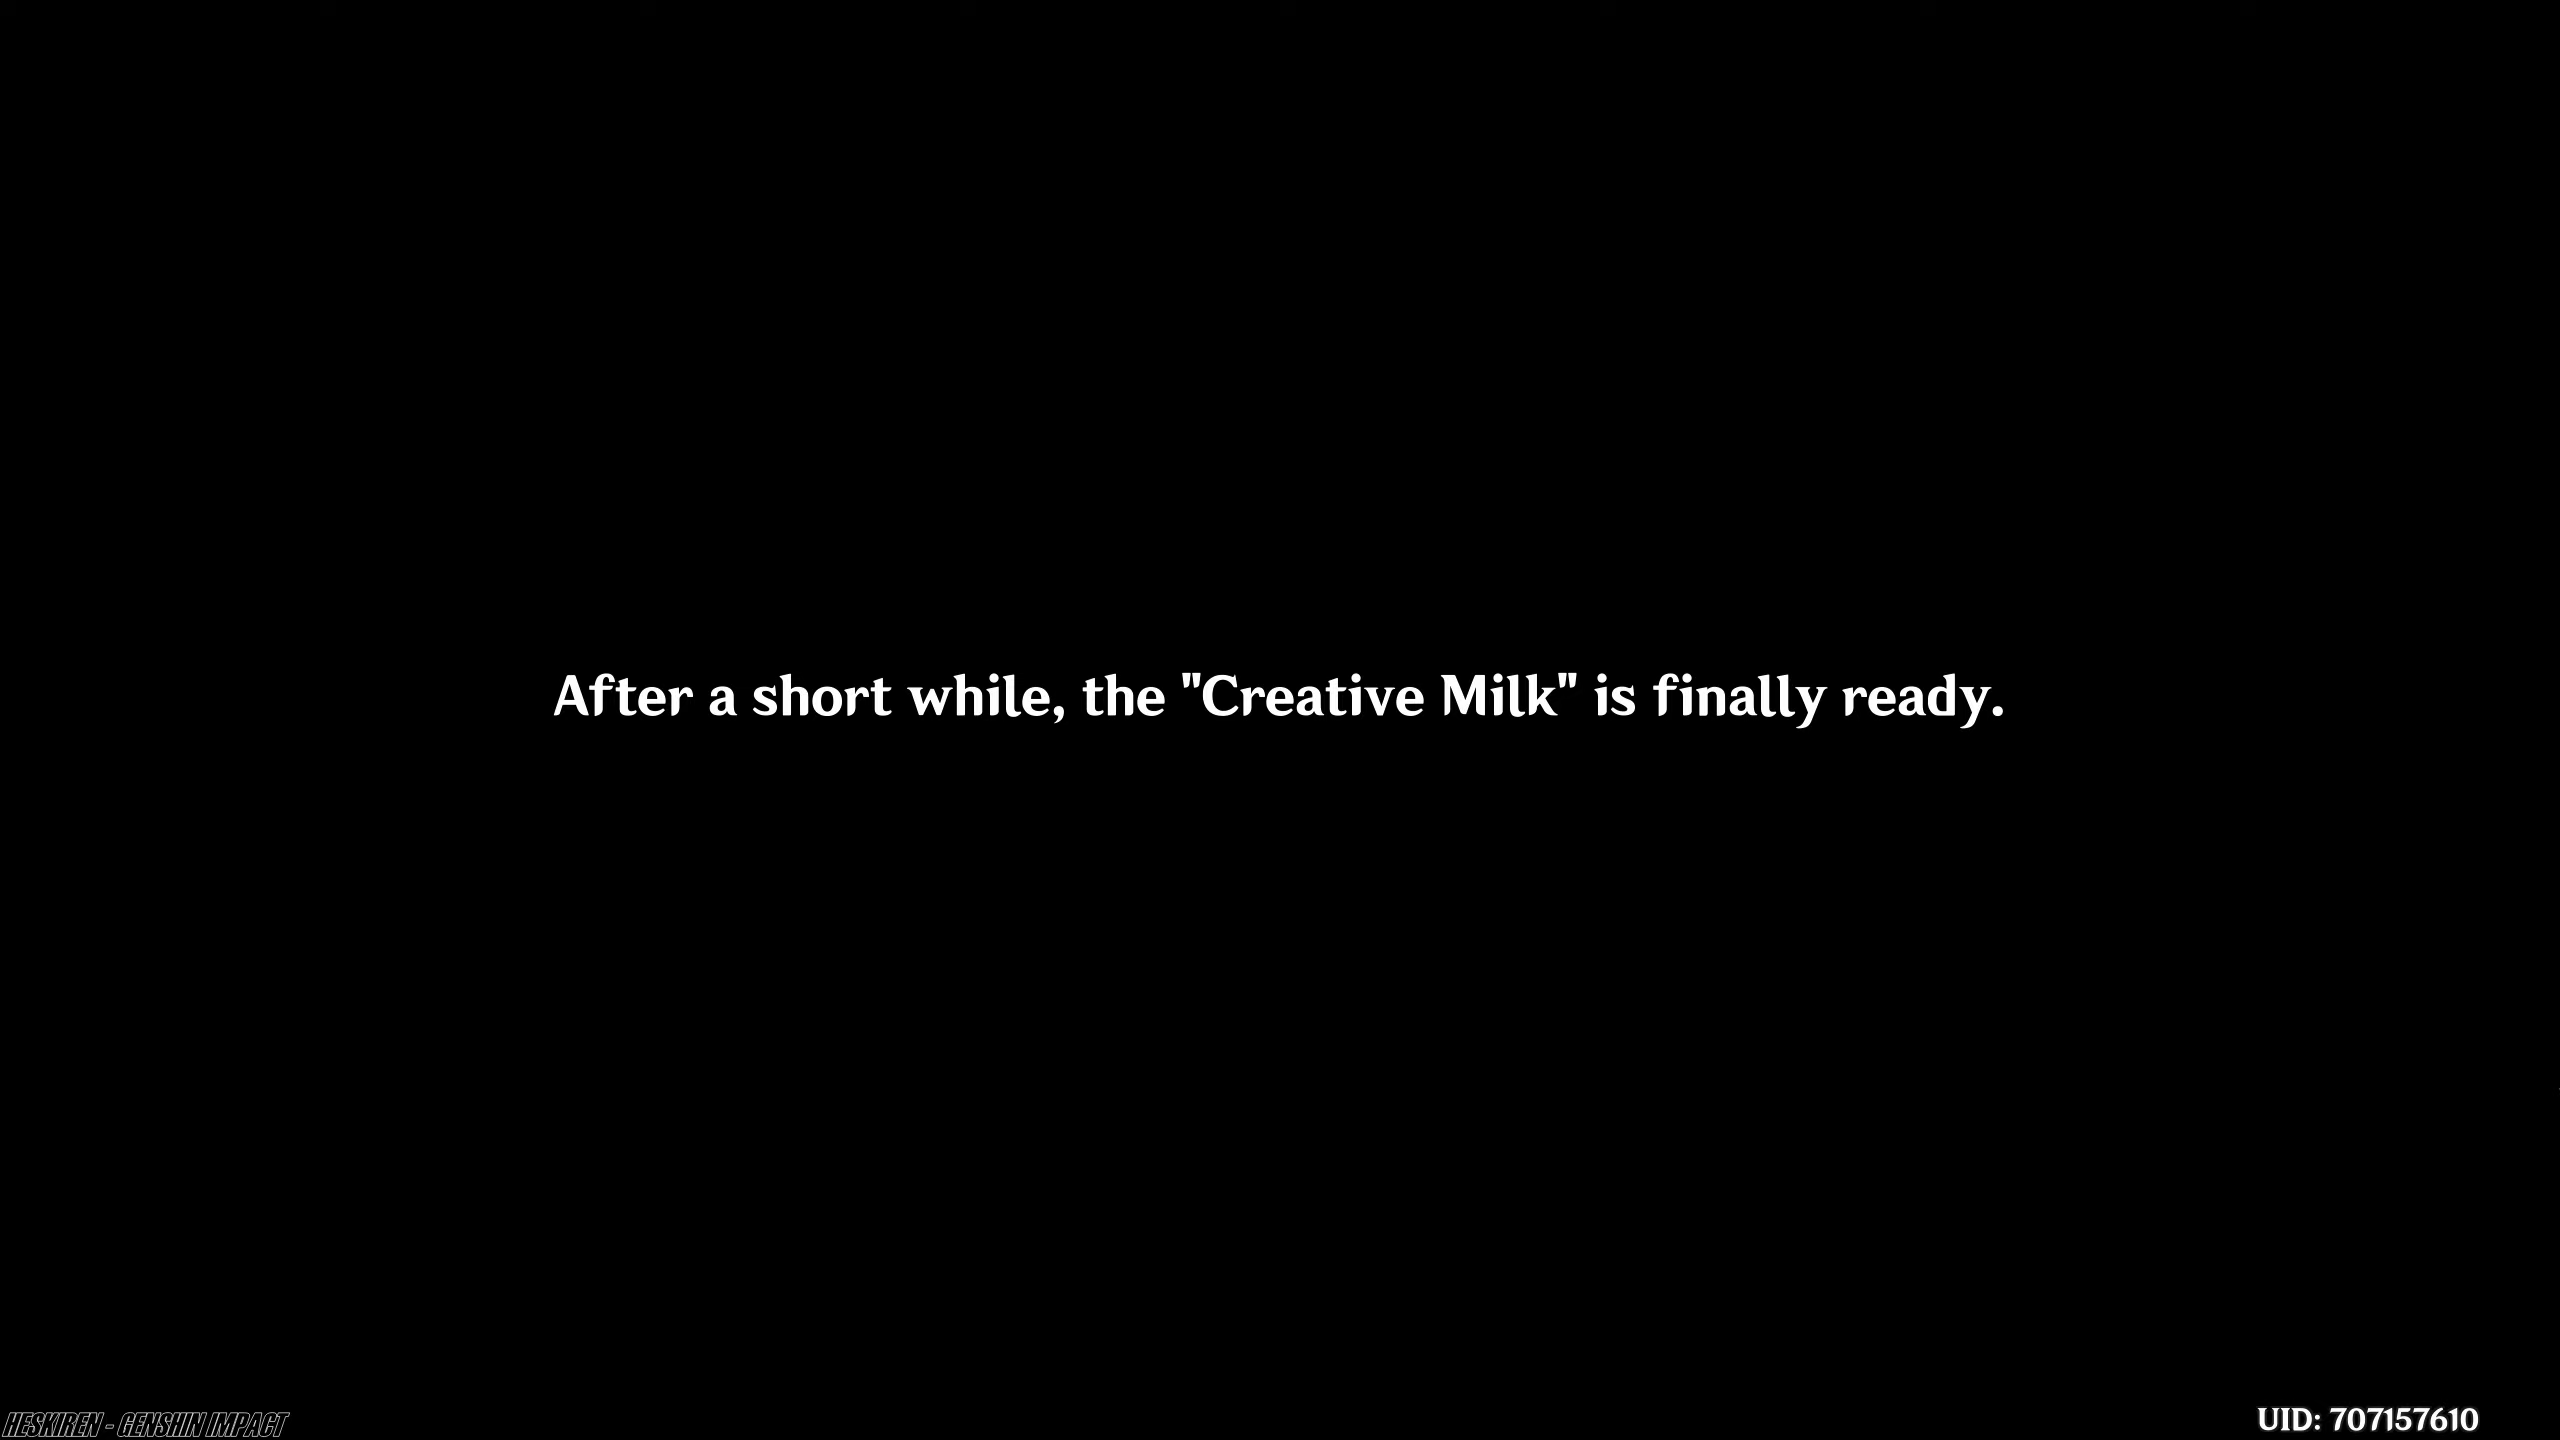 After a short while, the "Creative Milk" is finally ready.
HESKIREN - GENSHIN IMPACT
UID: 707157610